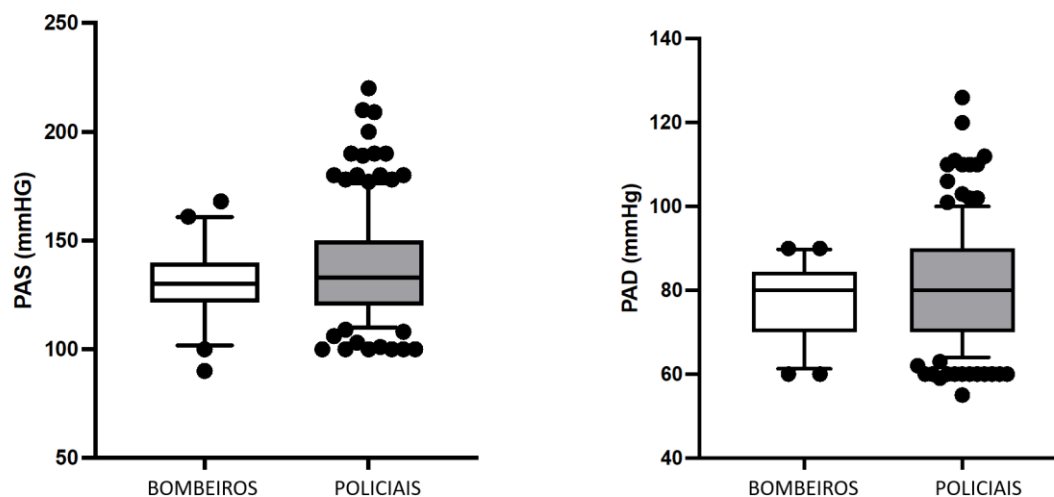 PAS (mmHG)
250
200
150
100
50
BOMBEIROS
POLICIAIS
PAD (mmHg)
140
120
100
80
60
40
BOMBEIROS
POLICIAIS